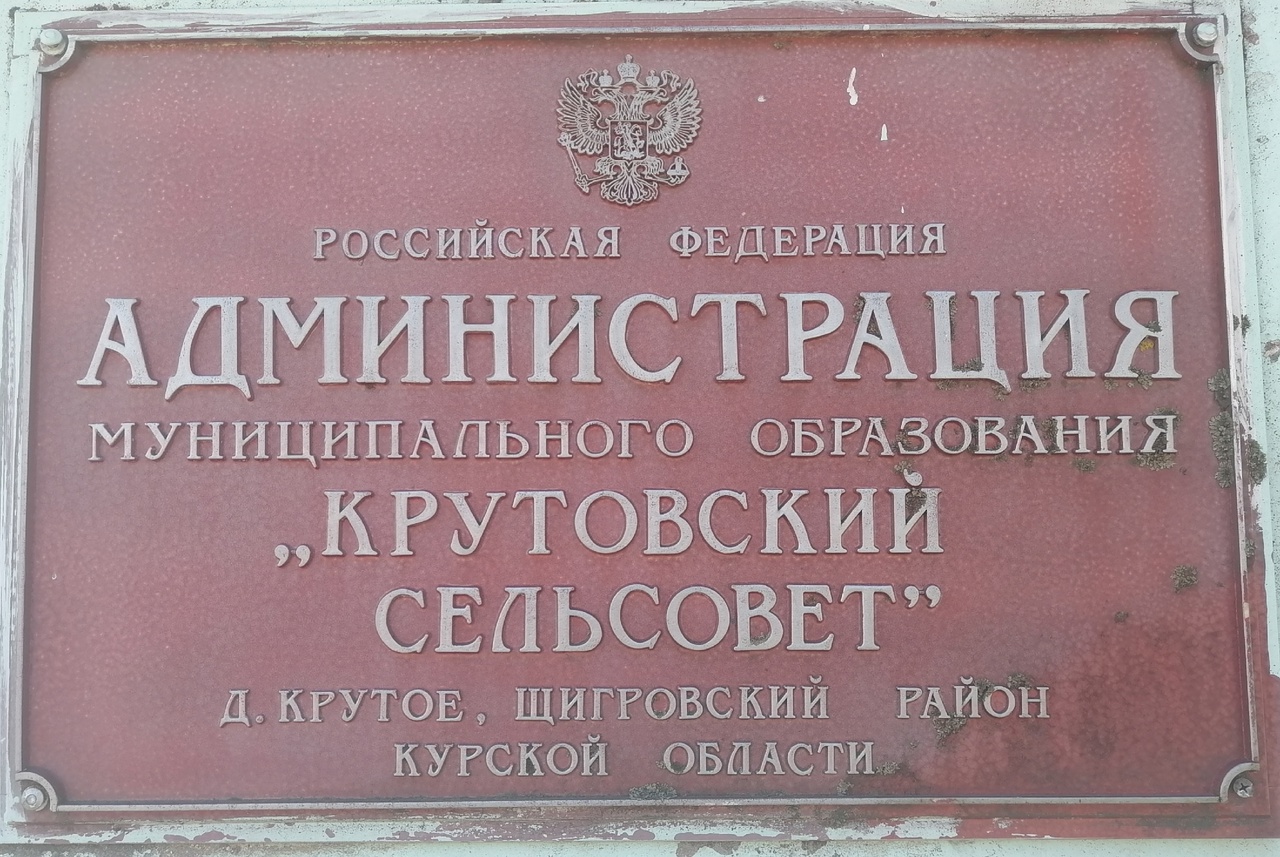 РОССИЙСКАЯ ФЕДЕРАЦИЯ
АДМИНИСТРАЦИЯ
МУНИЦИПАЛЬНОГО ОБРАЗОВАНИЯ
„КРУТОВСКИЙ
СЕЛЬСОВЕТ”
Д. КРУТОЕ, ЩИГРОВСКИЙ РАЙОН
КУРСКОЙ ОБЛАСТИ